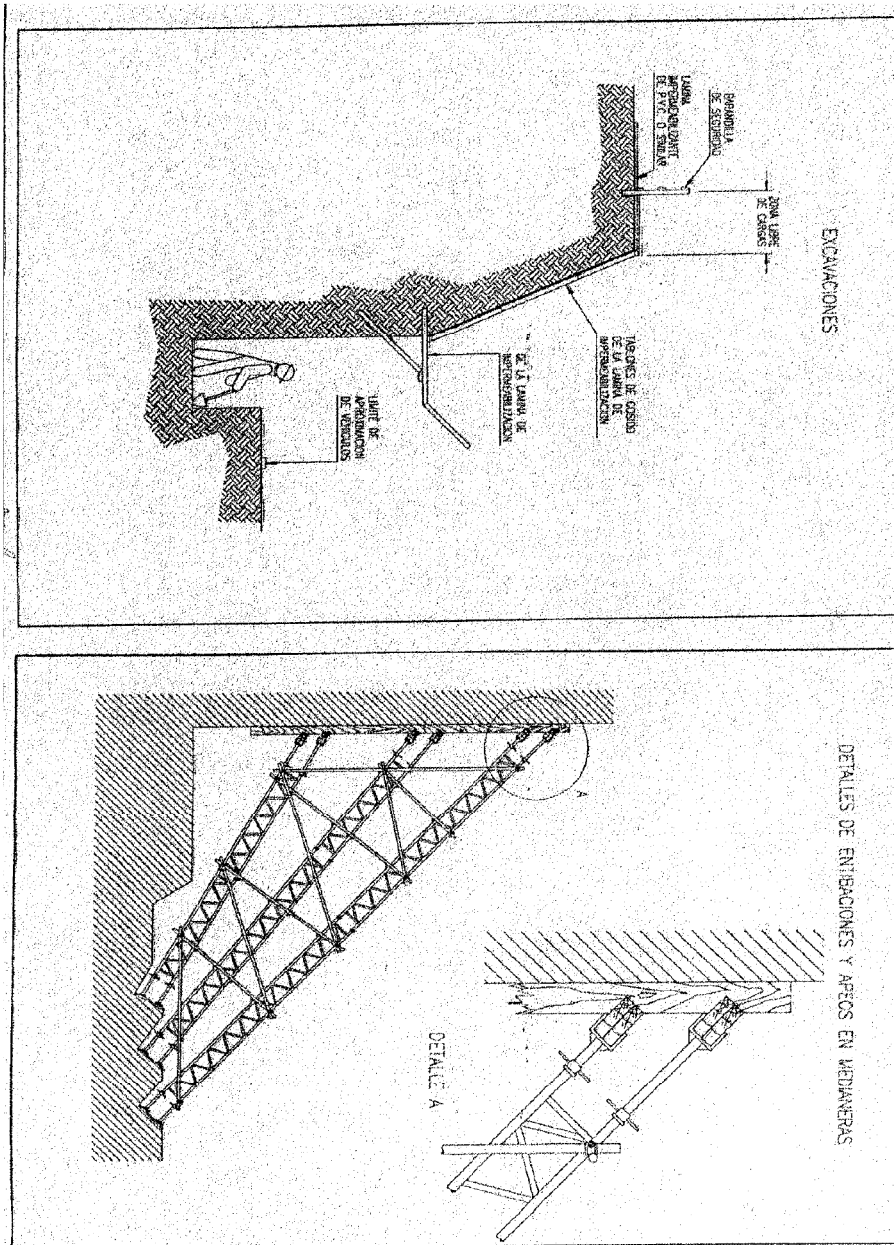 EXCAVACIONES
ZONA LIBRE
DE CARGAS
BARANDILLA
DE SEGURIDAD
LAMINA
IMPERMEABILIZANTE
DE P.V.C. O SIMILAR
TABLONES DE COSIDO
DE LA LAMINA DE
IMPERMEABILIZACION
DE LA LAMINA DE
IMPERMEABILIZACION
LIMITE DE
APROXIMACION
DE VEHICULOS
DETALLES DE ENTIBACIONES Y APEOS EN MEDIANERAS
A
DETALLE A